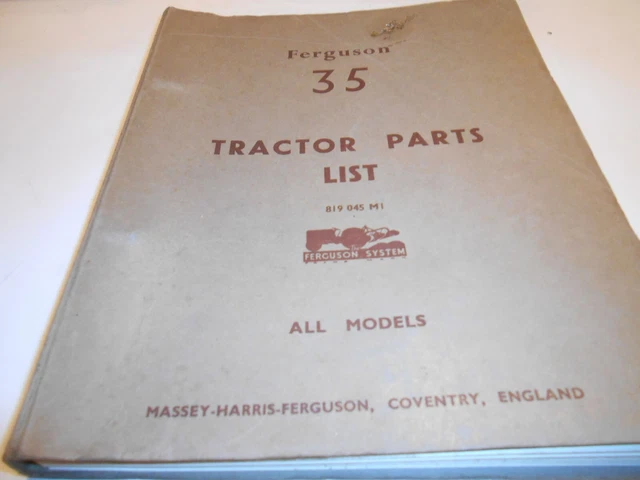 Ferguson
35
TRACTOR PARTS
LIST
819 045 M1
FERGUSON SYSTEM
ALL MODELS
MASSEY-HARRIS-FERGUSON, COVENTRY, ENGLAND